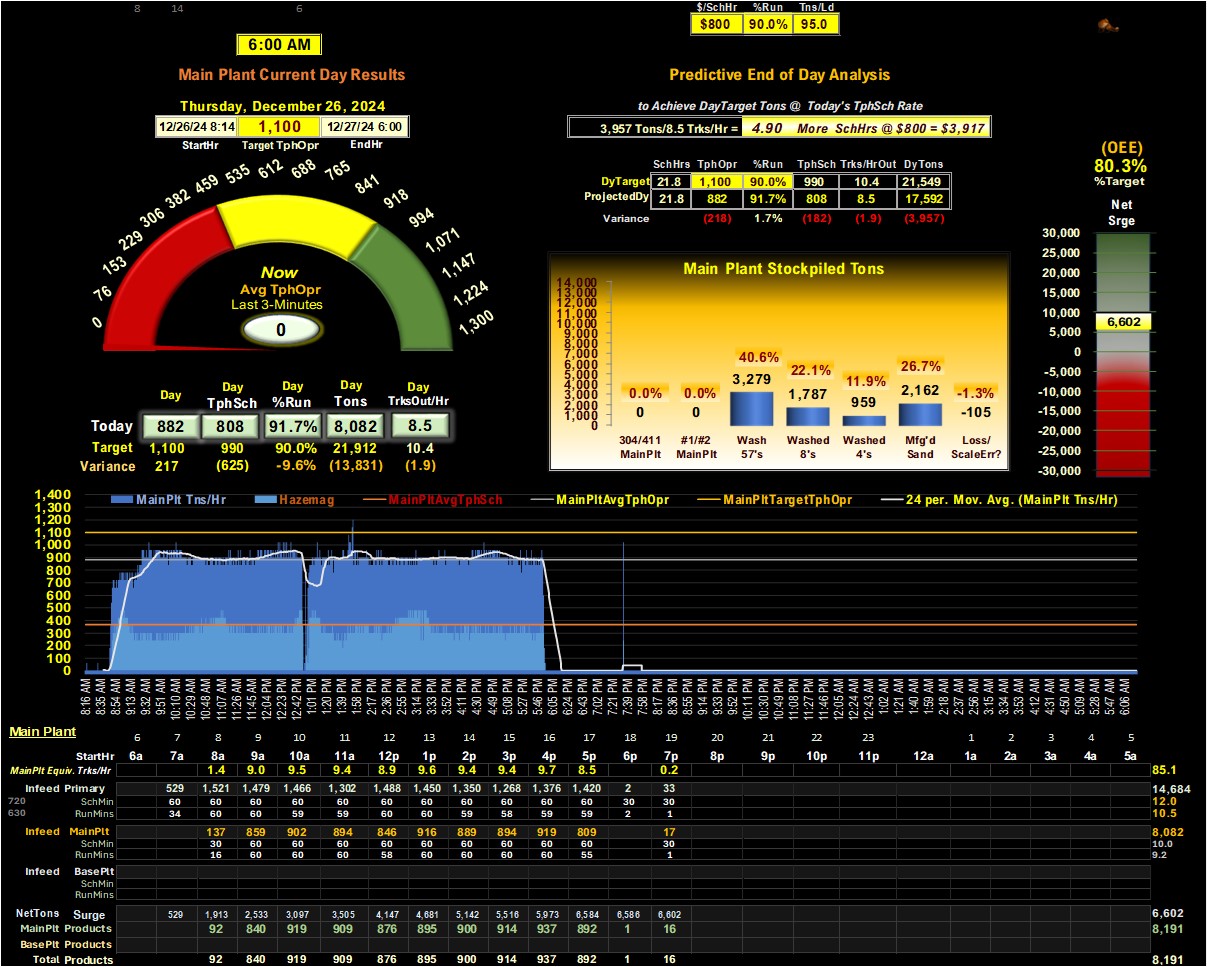 8 14 6
$/SchHr %Run Tns/Ld
$800 90.0% 95.0
6:00 AM
Main Plant Current Day Results
Thursday, December 26, 2024
12/26/24 8:14 1,100 12/27/24 6:00
StartHr Target TphOpr EndHr
0 76 153 229 306 382 459 535 612 688 765 841 918 994 1,071 1,147 1,224 1,300
Now
Avg TphOpr
Last 3-Minutes
0
Day Day TphSch Day %Run Day Tons Day TrksOut/Hr
Today 882 808 91.7% 8,082 8.5
Target 1,100 990 90.0% 21,912 10.4
Variance 217 (625) -9.6% (13,831) (1.9)
Predictive End of Day Analysis
to Achieve DayTarget Tons @ Today's TphSch Rate
3,957 Tons/8.5 Trks/Hr = 4.90 More SchHrs @ $800 = $3,917
SchHrs TphOpr %Run TphSch Trks/HrOut DyTons
DyTarget 21.8 1,100 90.0% 990 10.4 21,549
ProjectedDy 21.8 882 91.7% 808 8.5 17,592
Variance (218) 1.7% (182) (1.9) (3,957)
Main Plant Stockpiled Tons
14,000
13,000
12,000
11,000
10,000
9,000
8,000
7,000
6,000
5,000
4,000
3,000
2,000
1,000
0
0.0% 0.0% 40.6% 22.1% 11.9% 26.7% -1.3%
0 0 3,279 1,787 959 2,162 -105
304/411 #1/#2 Wash Washed Washed Mfg'd Loss/
MainPlt MainPlt 57's 8's 4's Sand ScaleErr?
(OEE)
80.3%
%Target
Net
Srge
30,000
25,000
20,000
15,000
10,000
6,602
5,000
0
-5,000
-10,000
-15,000
-20,000
-25,000
-30,000
MainPlt Tns/Hr Hazemag MainPltAvgTphSch MainPltAvgTphOpr MainPltTargetTphOpr 24 per. Mov. Avg. (MainPlt Tns/Hr)
1,400
1,300
1,200
1,100
1,000
900
800
700
600
500
400
300
200
100
0
8:16 AM 8:35 AM 8:54 AM 9:13 AM 9:32 AM 9:51 AM 10:10 AM 10:29 AM 10:48 AM 11:07 AM 11:26 AM 11:45 AM 12:04 PM 12:23 PM 12:42 PM 1:01 PM 1:20 PM 1:39 PM 1:58 PM 2:17 PM 2:36 PM 2:55 PM 3:14 PM 3:33 PM 3:52 PM 4:11 PM 4:30 PM 4:49 PM 5:08 PM 5:27 PM 5:46 PM 6:05 PM 6:24 PM 6:43 PM 7:02 PM 7:21 PM 7:39 PM 7:58 PM 8:17 PM 8:36 PM 8:55 PM 9:14 PM 9:33 PM 9:52 PM 10:11 PM 10:30 PM 10:49 PM 11:08 PM 11:27 PM 11:46 PM 12:05 AM 12:24 AM 12:43 AM 1:02 AM 1:21 AM 1:40 AM 1:59 AM 2:18 AM 2:37 AM 2:56 AM 3:15 AM 3:34 AM 3:53 AM 4:12 AM 4:31 AM 4:50 AM 5:09 AM 5:28 AM 5:47 AM 6:06 AM
Main Plant 6 7 8 9 10 11 12 13 14 15 16 17 18 19 20 21 22 23 1 2 3 4 5
StartHr 6a 7a 8a 9a 10a 11a 12p 1p 2p 3p 4p 5p 6p 7p 8p 9p 10p 11p 12a 1a 2a 3a 4a 5a
MainPlt Equiv. Trks/Hr 1.4 9.0 9.5 9.4 8.9 9.6 9.4 9.4 9.7 8.5 0.2 85.1
Infeed Primary 529 1,521 1,479 1,466 1,302 1,488 1,450 1,350 1,268 1,376 1,420 2 33 14,684
720 SchMin 60 60 60 60 60 60 60 60 60 60 60 30 30 12.0
630 RunMins 34 60 60 59 59 60 60 59 58 60 60 2 1 10.5
Infeed MainPlt 137 859 902 894 846 916 889 894 919 809 17 8,082
SchMin 30 60 60 60 60 60 60 60 60 60 30 10.0
RunMins 16 60 60 60 58 60 60 60 60 55 1 9.2
Infeed BasePlt
SchMin
RunMins
NetTons Surge 529 1,913 2,533 3,097 3,505 4,147 4,681 5,142 5,516 5,973 6,584 6,586 6,602 6,602
MainPlt Products 92 840 919 909 876 895 900 914 937 892 1 16 8,191
BasePlt Products
Total Products 92 840 919 909 876 895 900 914 937 892 1 16 8,191